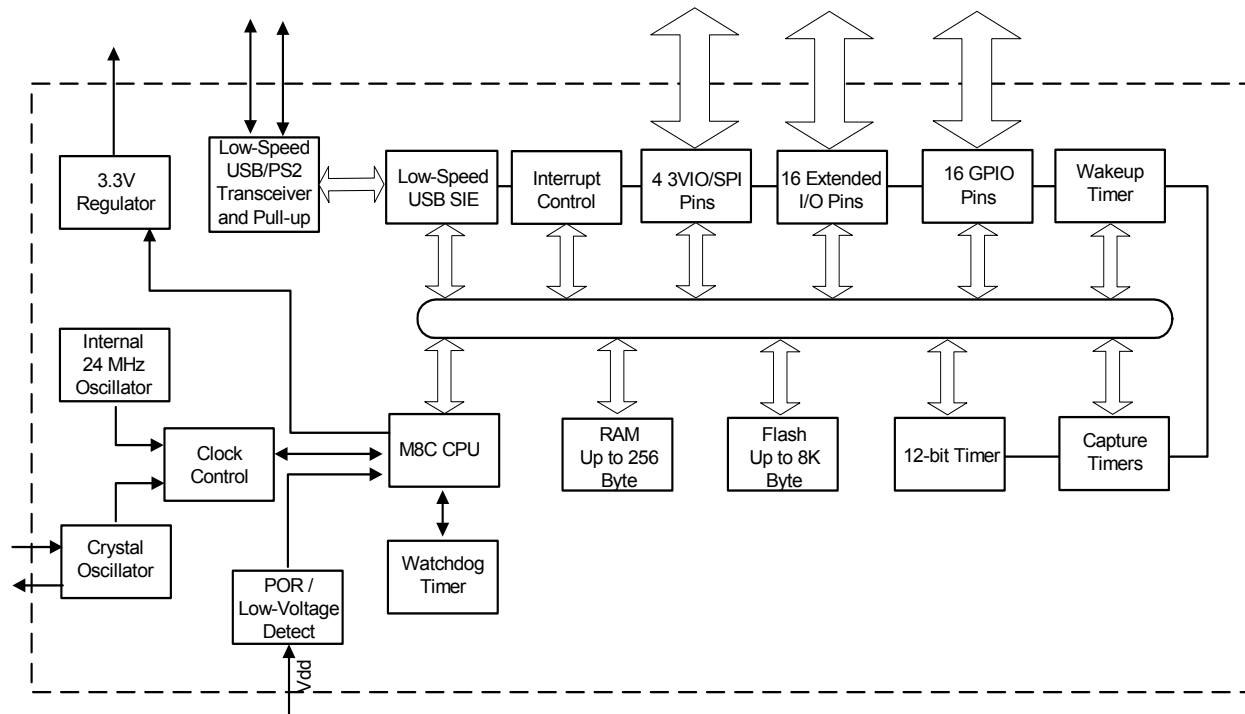 3.3V
Regulator
Low-Speed
USB/PS2
Transceiver
and Pull-up
Low-Speed
USB SIE
Interrupt
Control
4 3VIO/SPI
Pins
16 Extended
I/O Pins
16 GPIO
Pins
Wakeup
Timer
Internal
24 MHz
Oscillator
Clock
Control
Crystal
Oscillator
POR /
Low-Voltage
Detect
Vdd
M8C CPU
Watchdog
Timer
RAM
Up to 256
Byte
Flash
Up to 8K
Byte
12-bit Timer
Capture
Timers